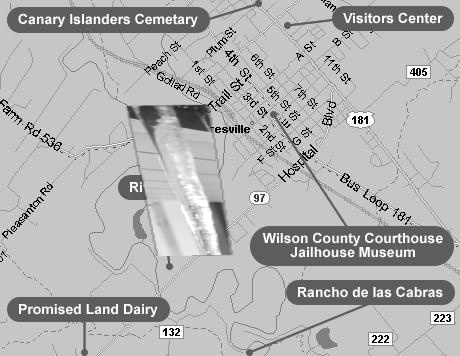 Canary Islanders Cemetary
Visitors Center
Peach St
Plum St
4th St
6th St
A St
B St
11th St
405
Goliad Rd
1st St
Trail St
3rd St
5th St
7th St
Farm Rd 536
resville
2nd
E St
F St
G St
Blvd
181
Hospital
Bus Loop 181
Pleasanton Rd
97
Wilson County Courthouse
Jailhouse Museum
Rancho de las Cabras
Promised Land Dairy
132
222
223